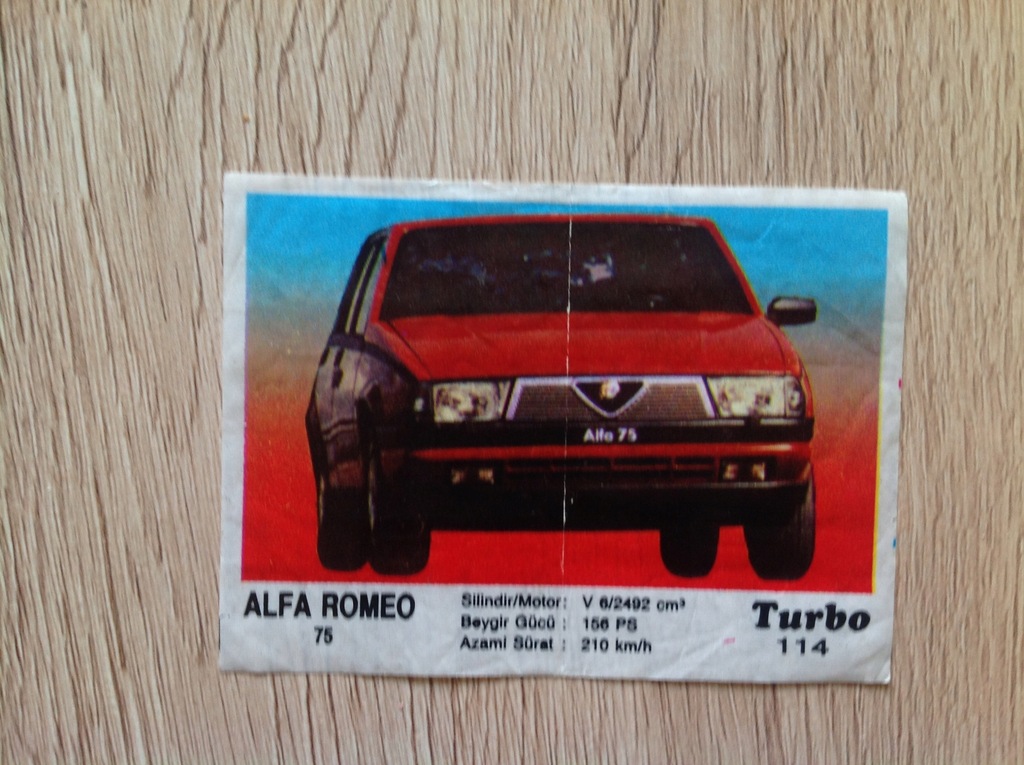 Alfa 75
ALFA ROMEO
75
Silindir/Motor: V 6/2492 cm³
Beygir Gücü : 156 PS
Azami Sürat : 210 km/h
Turbo
114